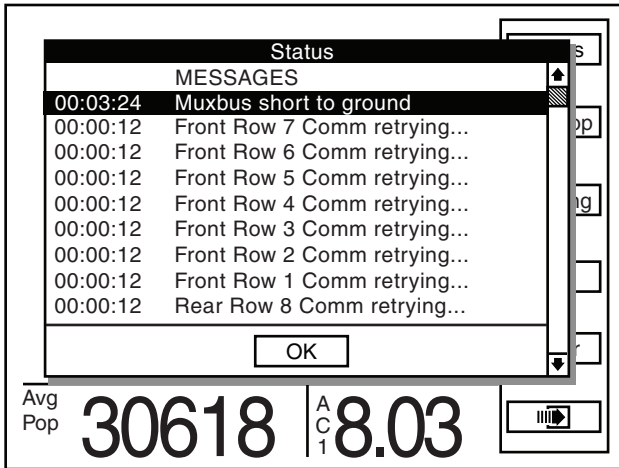 Status
MESSAGES
00:03:24 Muxbus short to ground
00:00:12 Front Row 7 Comm retrying...
00:00:12 Front Row 6 Comm retrying...
00:00:12 Front Row 5 Comm retrying...
00:00:12 Front Row 4 Comm retrying...
00:00:12 Front Row 3 Comm retrying...
00:00:12 Front Row 2 Comm retrying...
00:00:12 Front Row 1 Comm retrying...
00:00:12 Rear Row 8 Comm retrying...
OK
Avg Pop 30618
AC1 8.03